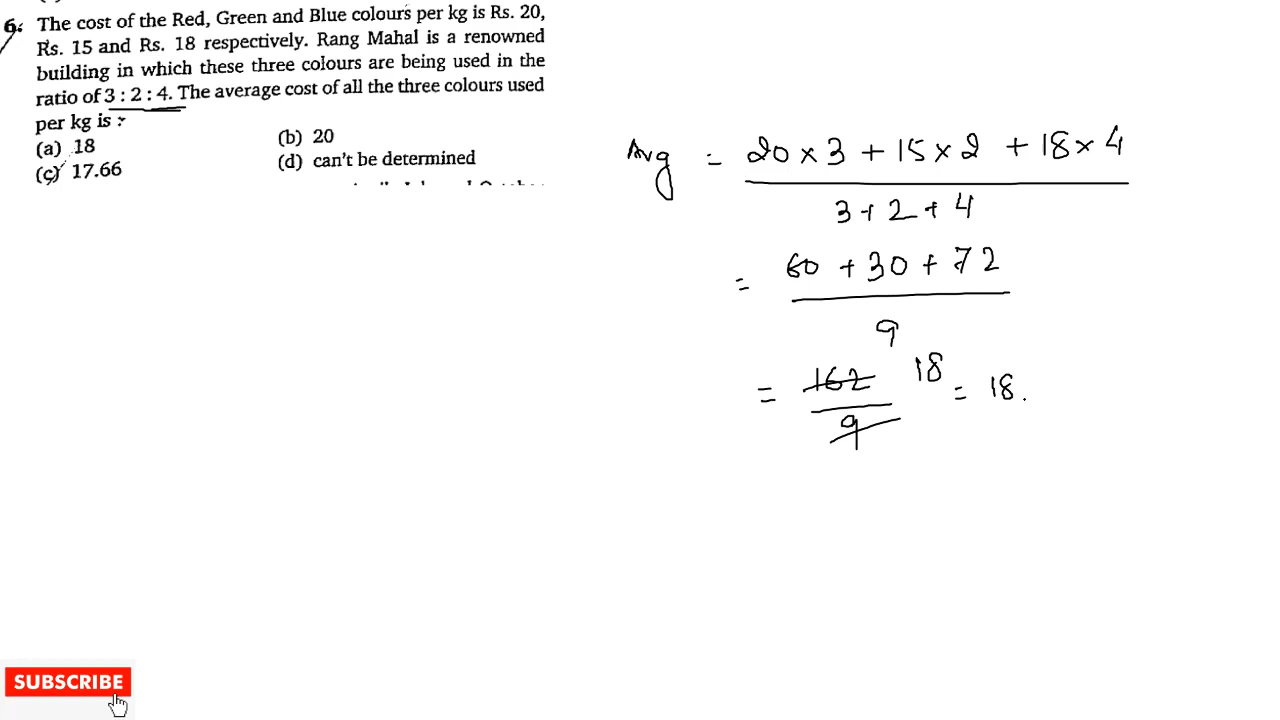 6. The cost of the Red, Green and Blue colours per kg is Rs. 20,
Rs. 15 and Rs. 18 respectively. Rang Mahal is a renowned
building in which these three colours are being used in the
ratio of 3 : 2 : 4. The average cost of all the three colours used
per kg is :
(a) 18
(b) 20
(c) 17.66
(d) can't be determined
Avg = 20 × 3 + 15 × 2 + 18 × 4
3 + 2 + 4
= 60 + 30 + 72
9
= 162 18 = 18.
9
SUBSCRIBE